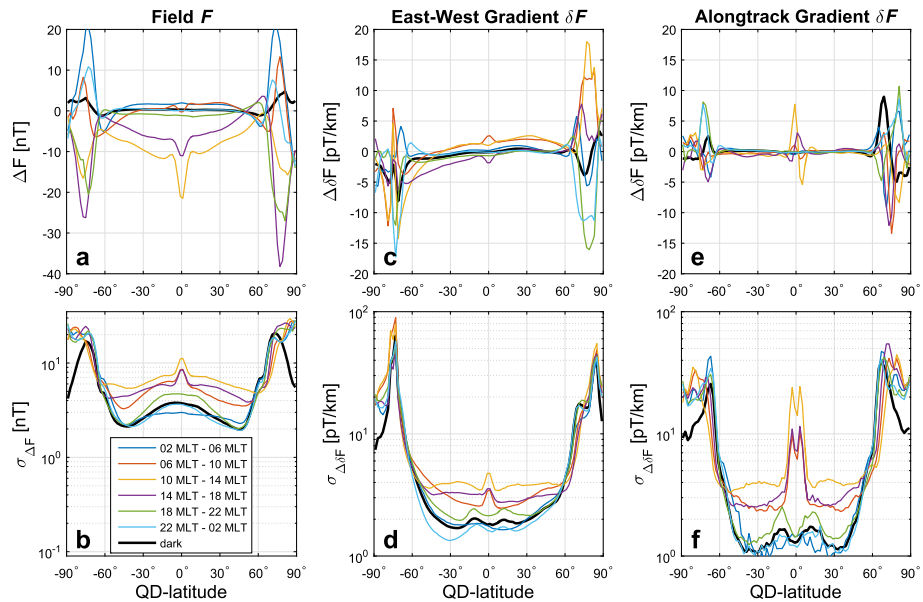 Field F
East-West Gradient δF
Alongtrack Gradient δF
ΔF [nT]
20
10
0
-10
-20
-30
-40
a
-90° -60° -30° 0° 30° 60° 90°
ΔδF [pT/km]
20
15
10
5
0
-5
-10
-15
-20
c
-90° -60° -30° 0° 30° 60° 90°
ΔδF [pT/km]
20
15
10
5
0
-5
-10
-15
-20
e
-90° -60° -30° 0° 30° 60° 90°
σΔF [nT]
10¹
10⁰
10⁻¹
b
02 MLT - 06 MLT
06 MLT - 10 MLT
10 MLT - 14 MLT
14 MLT - 18 MLT
18 MLT - 22 MLT
22 MLT - 02 MLT
dark
-90° -60° -30° 0° 30° 60° 90°
QD-latitude
σΔδF [pT/km]
10²
10¹
10⁰
d
-90° -60° -30° 0° 30° 60° 90°
QD-latitude
σΔδF [pT/km]
10²
10¹
10⁰
f
-90° -60° -30° 0° 30° 60° 90°
QD-latitude